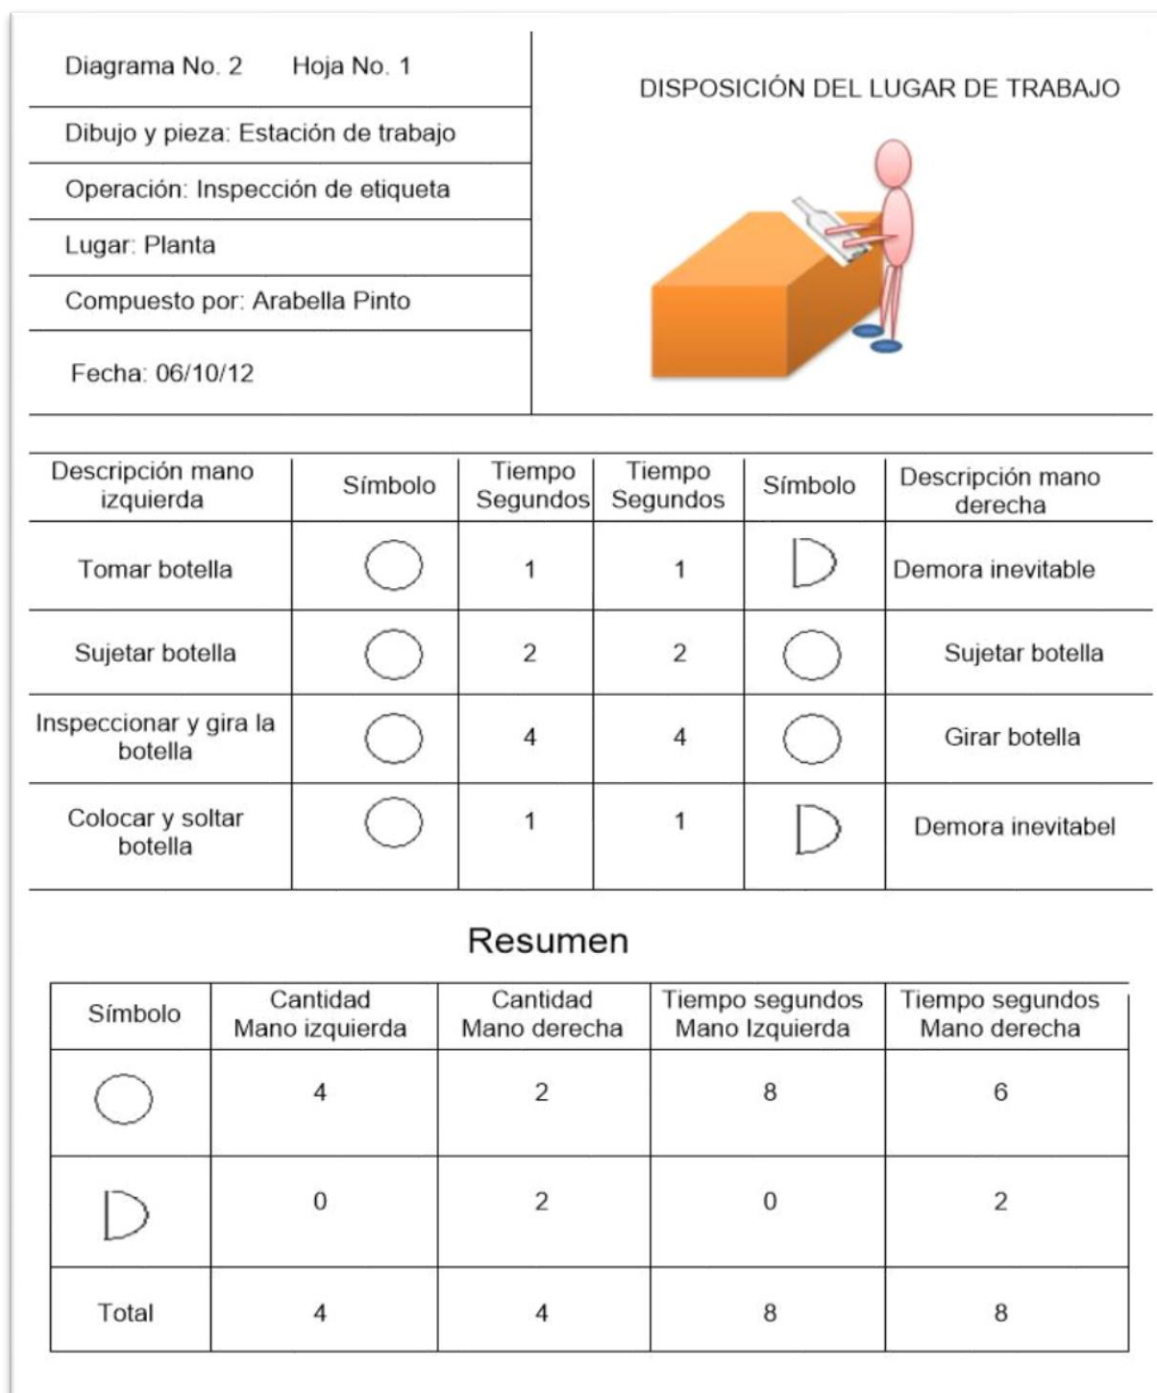 Diagrama No. 2 Hoja No. 1
DISPOSICIÓN DEL LUGAR DE TRABAJO
Dibujo y pieza: Estación de trabajo
Operación: Inspección de etiqueta
Lugar: Planta
Compuesto por: Arabella Pinto
Fecha: 06/10/12
Descripción mano izquierda Símbolo Tiempo Segundos Tiempo Segundos Símbolo Descripción mano derecha
Tomar botella 1 1 Demora inevitable
Sujetar botella 2 2 Sujetar botella
Inspeccionar y gira la botella 4 4 Girar botella
Colocar y soltar botella 1 1 Demora inevitabel
Resumen
Símbolo Cantidad Mano izquierda Cantidad Mano derecha Tiempo segundos Mano Izquierda Tiempo segundos Mano derecha
4 2 8 6
0 2 0 2
Total 4 4 8 8